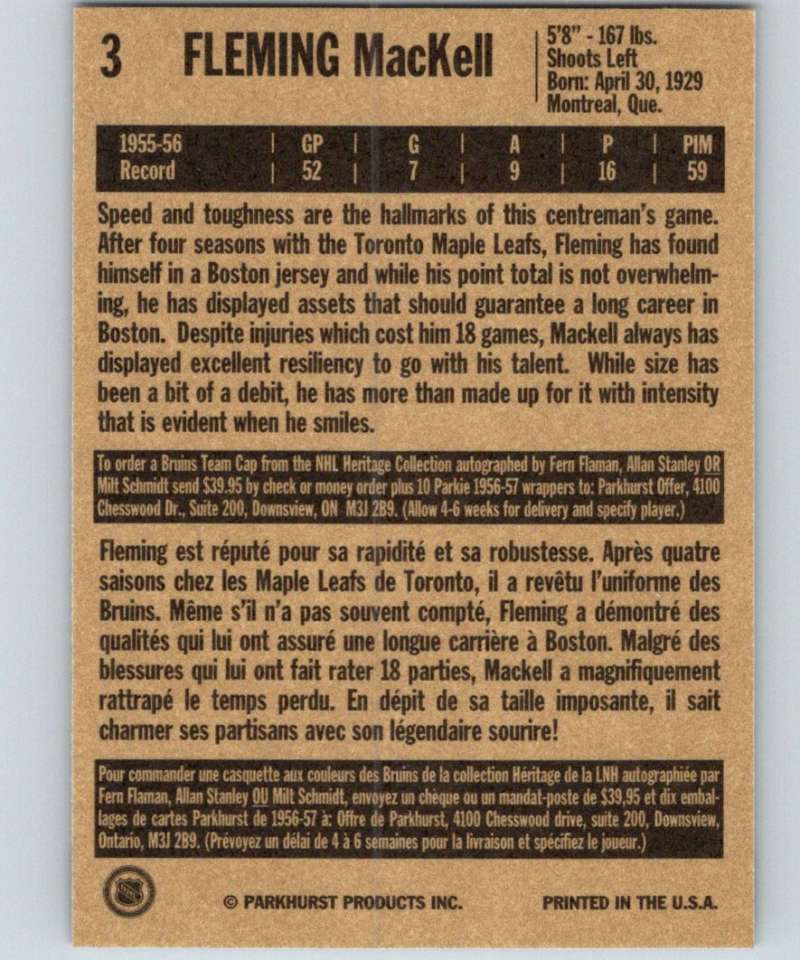 3 FLEMING MacKell
5'8" - 167 lbs.
Shoots Left
Born: April 30, 1929
Montreal, Que.
1955-56 | GP | G | A | P | PIM
Record | 52 | 7 | 9 | 16 | 59
Speed and toughness are the hallmarks of this centreman's game.
After four seasons with the Toronto Maple Leafs, Fleming has found
himself in a Boston jersey and while his point total is not overwhelm-
ing, he has displayed assets that should guarantee a long career in
Boston. Despite injuries which cost him 18 games, Mackell always has
displayed excellent resiliency to go with his talent. While size has
been a bit of a debit, he has more than made up for it with intensity
that is evident when he smiles.
To order a Bruins Team Cap from the NHL Heritage Collection autographed by Fern Flaman, Allan Stanley OR
Milt Schmidt send $39.95 by check or money order plus 10 Parkie 1956-57 wrappers to: Parkhurst Offer, 4100
Chesswood Dr., Suite 200, Downsview, ON M3J 2B9. (Allow 4-6 weeks for delivery and specify player.)
Fleming est réputé pour sa rapidité et sa robustesse. Après quatre
saisons chez les Maple Leafs de Toronto, il a revêtu l'uniforme des
Bruins. Même s'il n'a pas souvent compté, Fleming a démontré des
qualités qui lui ont assuré une longue carrière à Boston. Malgré des
blessures qui lui ont fait rater 18 parties, Mackell a magnifiquement
rattrapé le temps perdu. En dépit de sa taille imposante, il sait
charmer ses partisans avec son légendaire sourire!
Pour commander une casquette aux couleurs des Bruins de la collection Héritage de la LNH autographiée par
Fern Flaman, Allan Stanley OU Milt Schmidt, envoyez un chèque ou un mandat-poste de $39,95 et dix embal-
lages de cartes Parkhurst de 1956-57 à: Offre de Parkhurst, 4100 Chesswood drive, suite 200, Downsview,
Ontario, M3J 2B9. (Prévoyez un délai de 4 à 6 semaines pour la livraison et spécifiez le joueur.)
NHL
© PARKHURST PRODUCTS INC. PRINTED IN THE U.S.A.